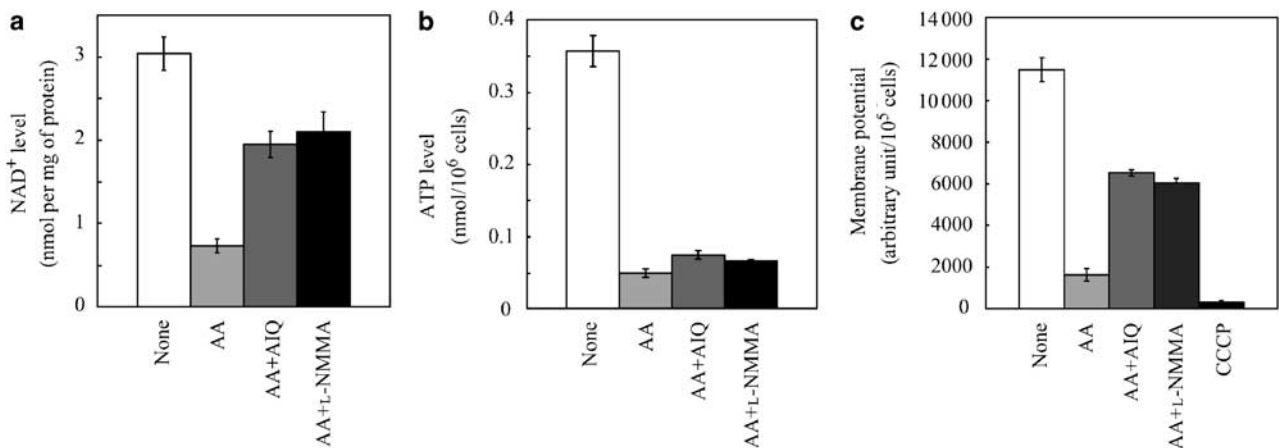 a
NAD+ level
(nmol per mg of protein)
3
2
1
0
None
AA
AA+AIQ
AA+L-NMMA
b
ATP level
(nmol/10^6 cells)
0.4
0.3
0.2
0.1
0
None
AA
AA+AIQ
AA+L-NMMA
c
Membrane potential
(arbitrary unit/10^5 cells)
14 000
12 000
10 000
8000
6000
4000
2000
0
None
AA
AA+AIQ
AA+L-NMMA
CCCP